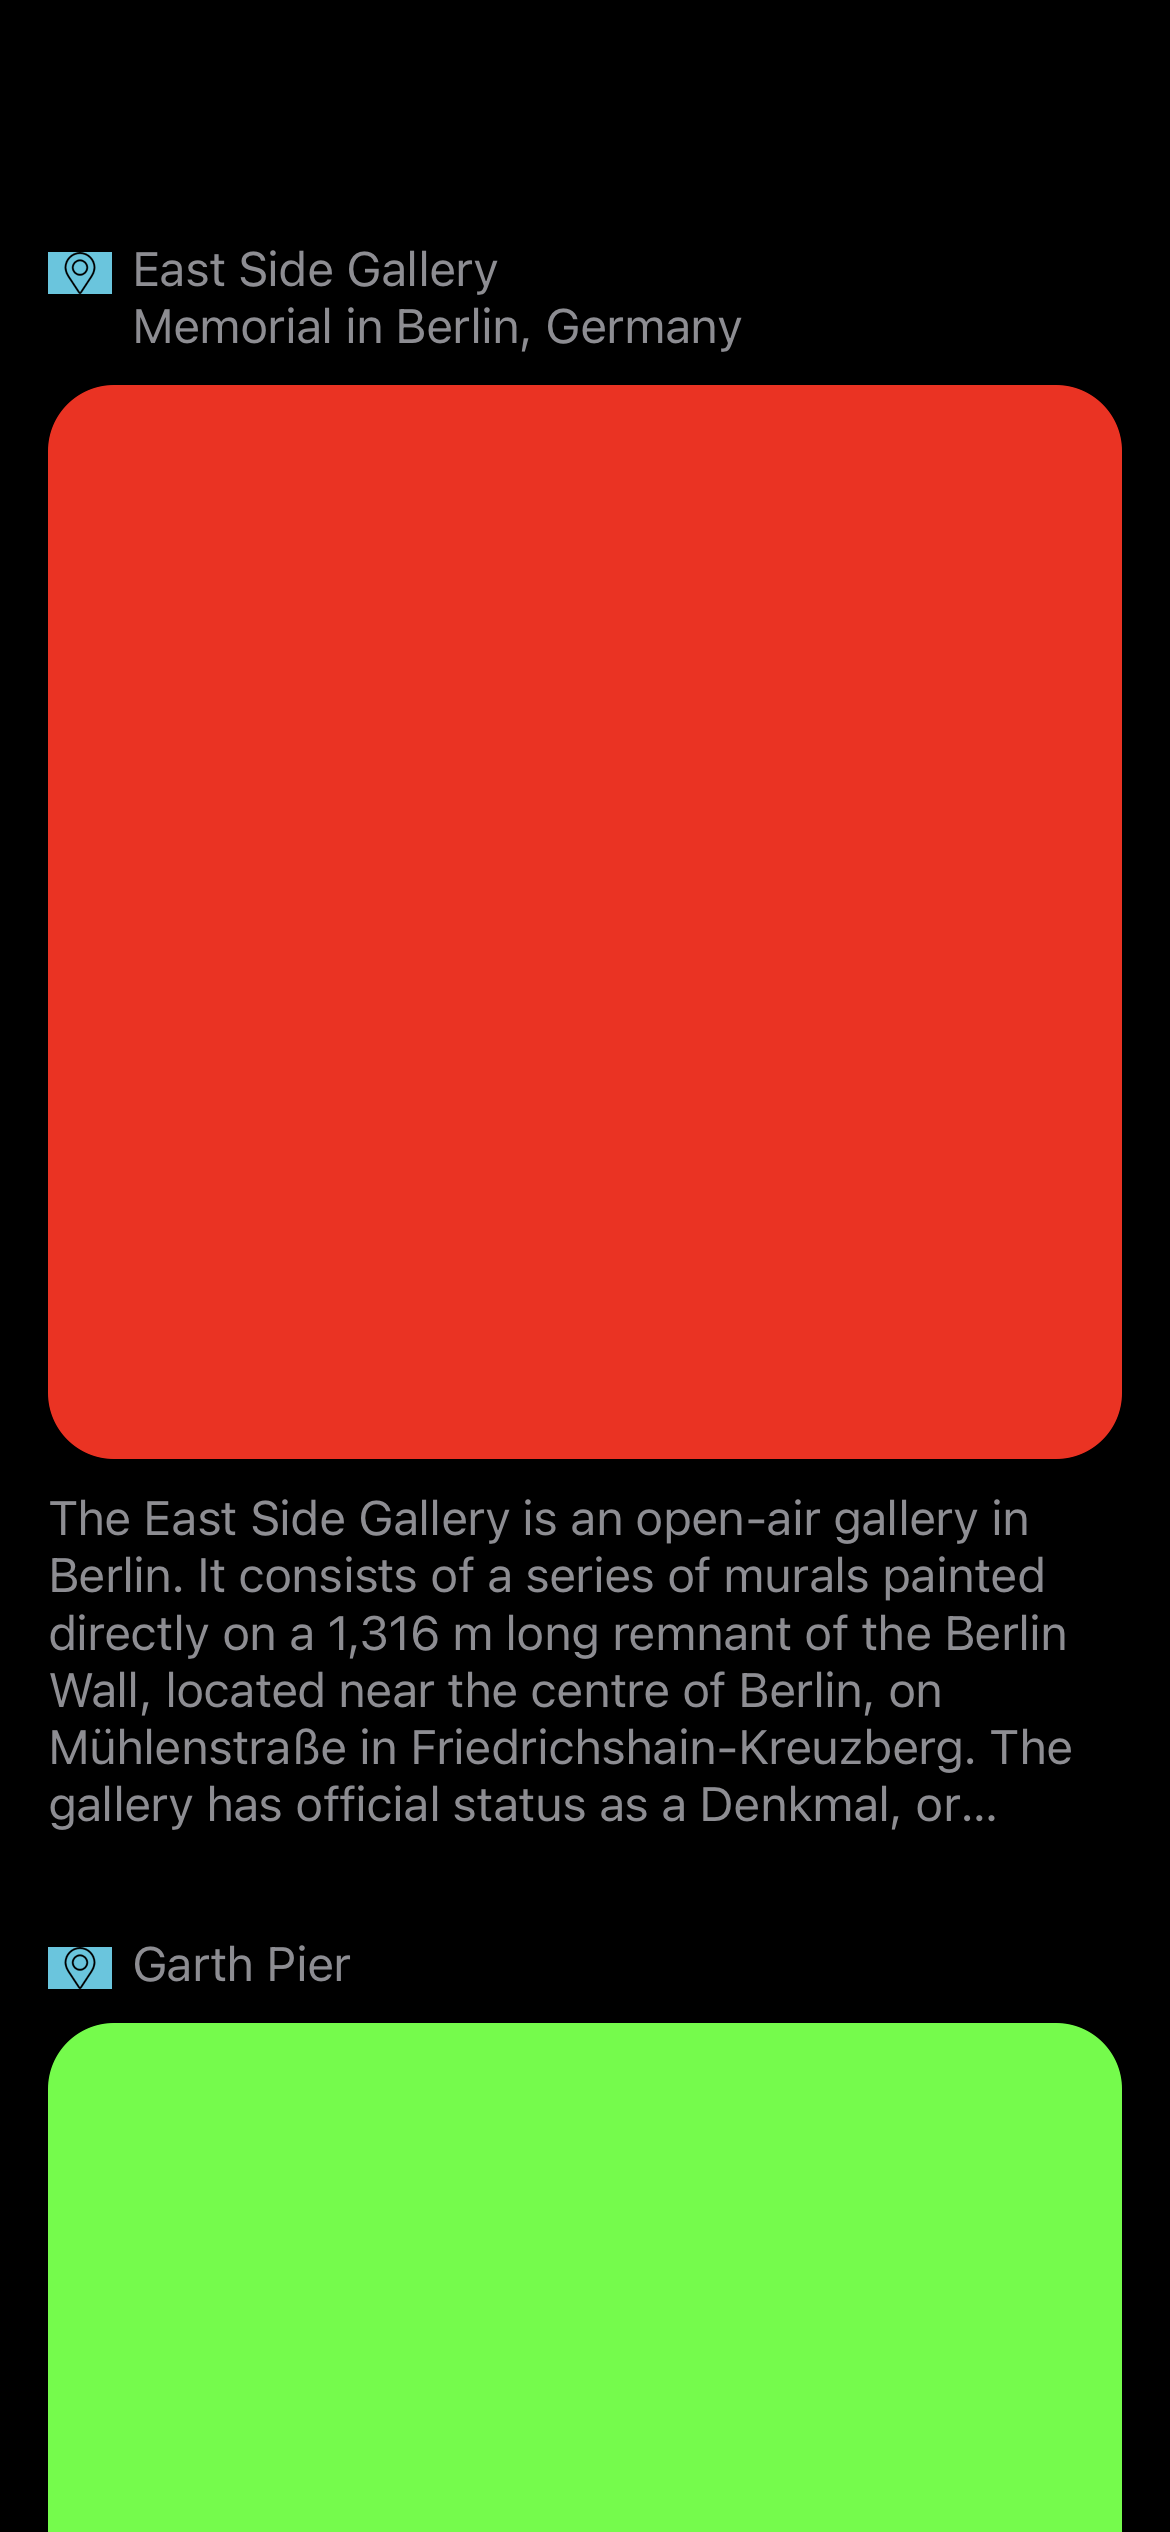 East Side Gallery
Memorial in Berlin, Germany
The East Side Gallery is an open-air gallery in
Berlin. It consists of a series of murals painted
directly on a 1,316 m long remnant of the Berlin
Wall, located near the centre of Berlin, on
Mühlenstraße in Friedrichshain-Kreuzberg. The
gallery has official status as a Denkmal, or...
Garth Pier